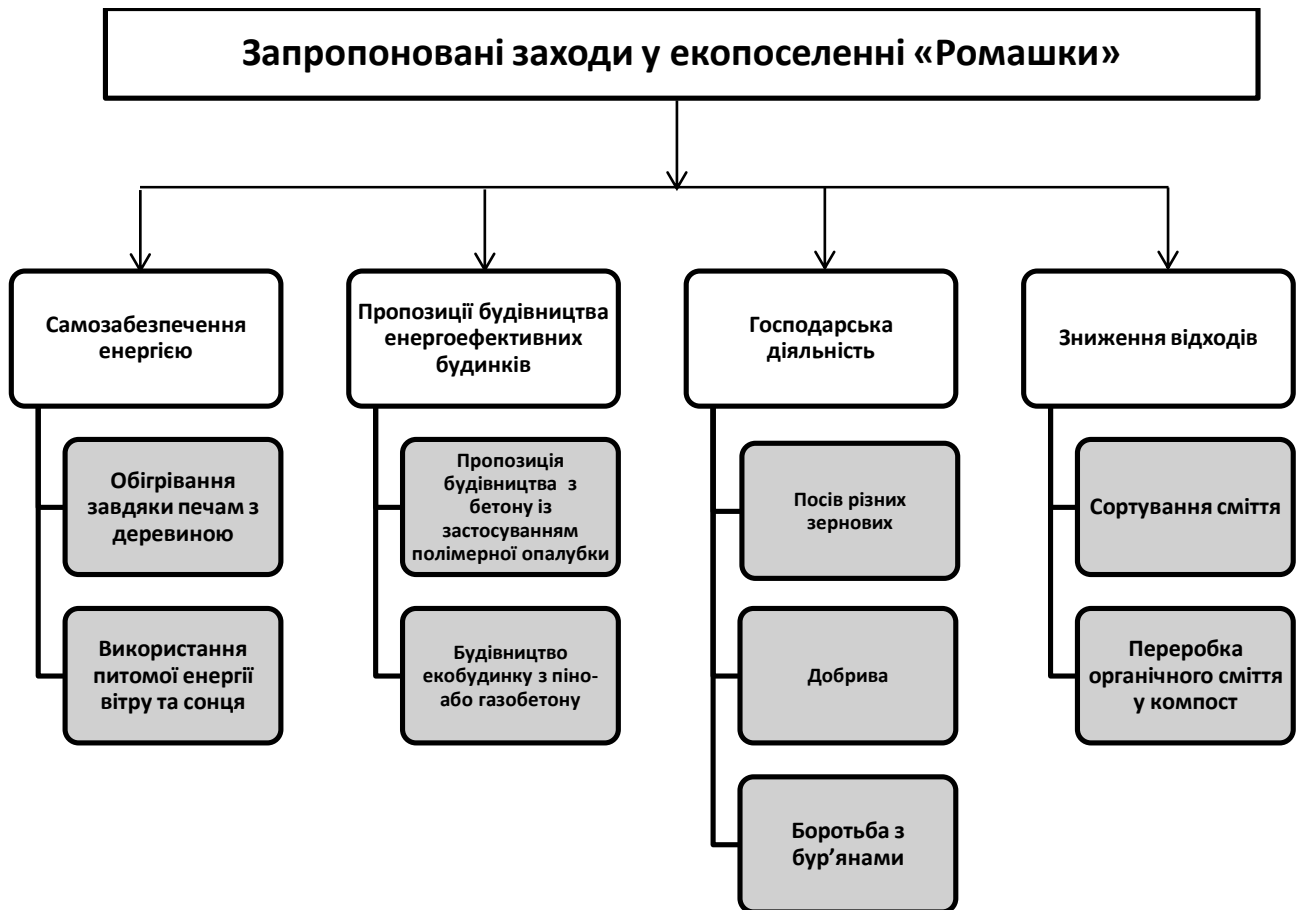 Запропоновані заходи у екопоселенні «Ромашки»
Самозабезпечення
енергією
Пропозиції будівництва
енергоефективних
будинків
Господарська
діяльність
Зниження відходів
Обігрівання
завдяки печам з
деревиною
Пропозиція
будівництва з
бетону із
застосуванням
полімерної опалубки
Посів різних
зернових
Сортування сміття
Використання
питомої енергії
вітру та сонця
Будівництво
екобудинку з піно-
або газобетону
Добрива
Переробка
органічного сміття
у компост
Боротьба з
бур’янами